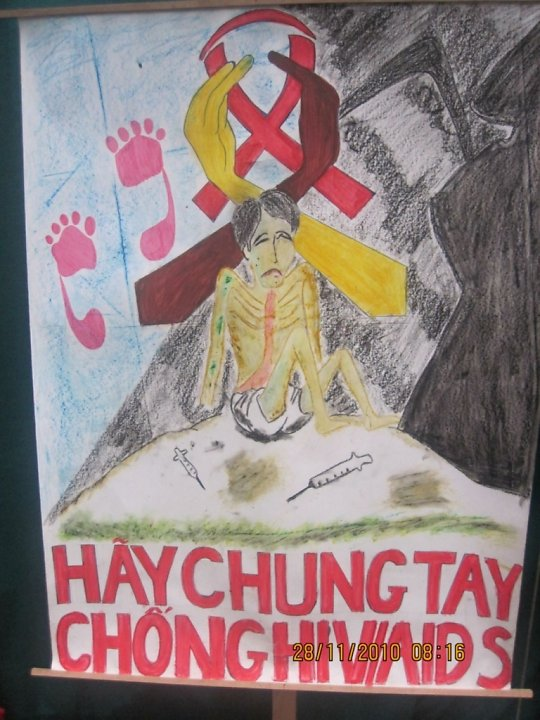 HÃY CHUNG TAY
CHỐNG HIV/AIDS
28/11/2010 08:16